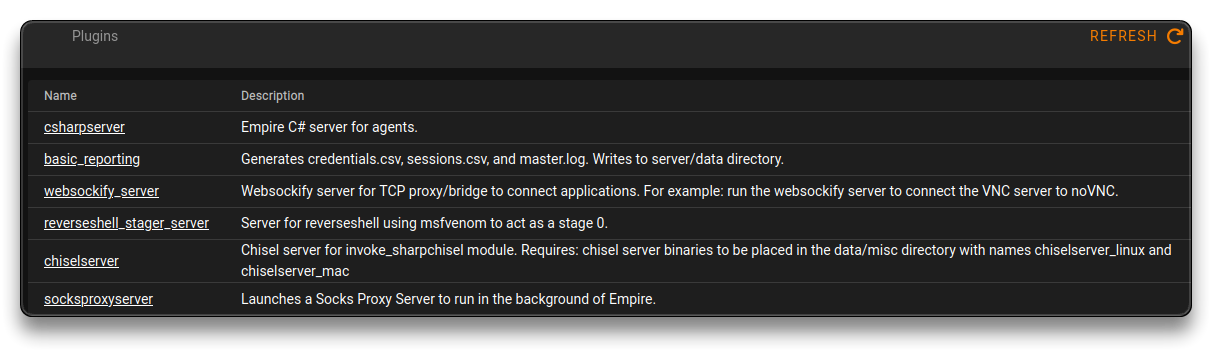 Plugins
REFRESH
Name Description
csharpserver Empire C# server for agents.
basic_reporting Generates credentials.csv, sessions.csv, and master.log. Writes to server/data directory.
websockify_server Websockify server for TCP proxy/bridge to connect applications. For example: run the websockify server to connect the VNC server to noVNC.
reverseshell_stager_server Server for reverseshell using msfvenom to act as a stage 0.
chiselserver Chisel server for invoke_sharpchisel module. Requires: chisel server binaries to be placed in the data/misc directory with names chiselserver_linux and
chiselserver_mac
socksproxyserver Launches a Socks Proxy Server to run in the background of Empire.